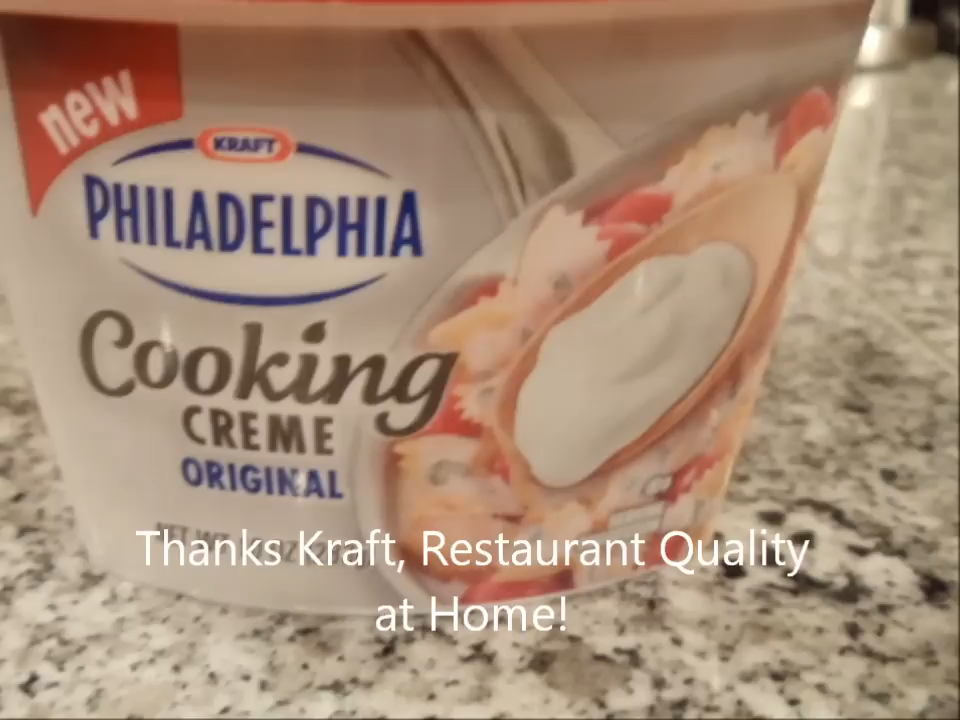 new
KRAFT
PHILADELPHIA
Cooking
CREME
ORIGINAL
Thanks Kraft, Restaurant Quality
at Home!